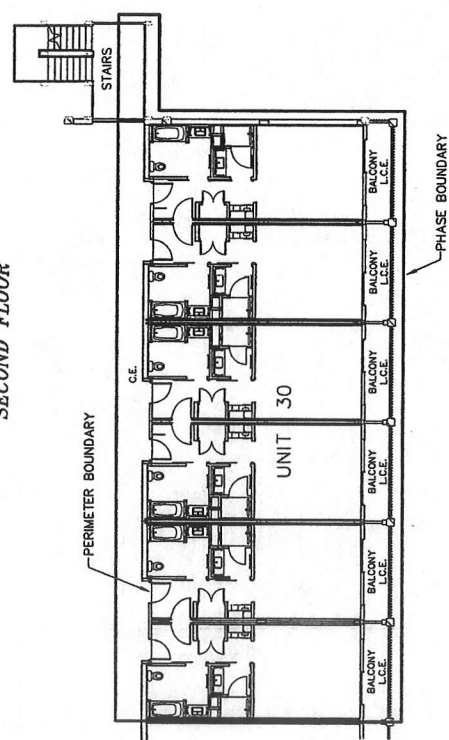 SECOND FLOOR
STAIRS
PERIMETER BOUNDARY
C.E.
UNIT 30
BALCONY
L.C.E.
BALCONY
L.C.E.
BALCONY
L.C.E.
BALCONY
L.C.E.
BALCONY
L.C.E.
BALCONY
L.C.E.
PHASE BOUNDARY